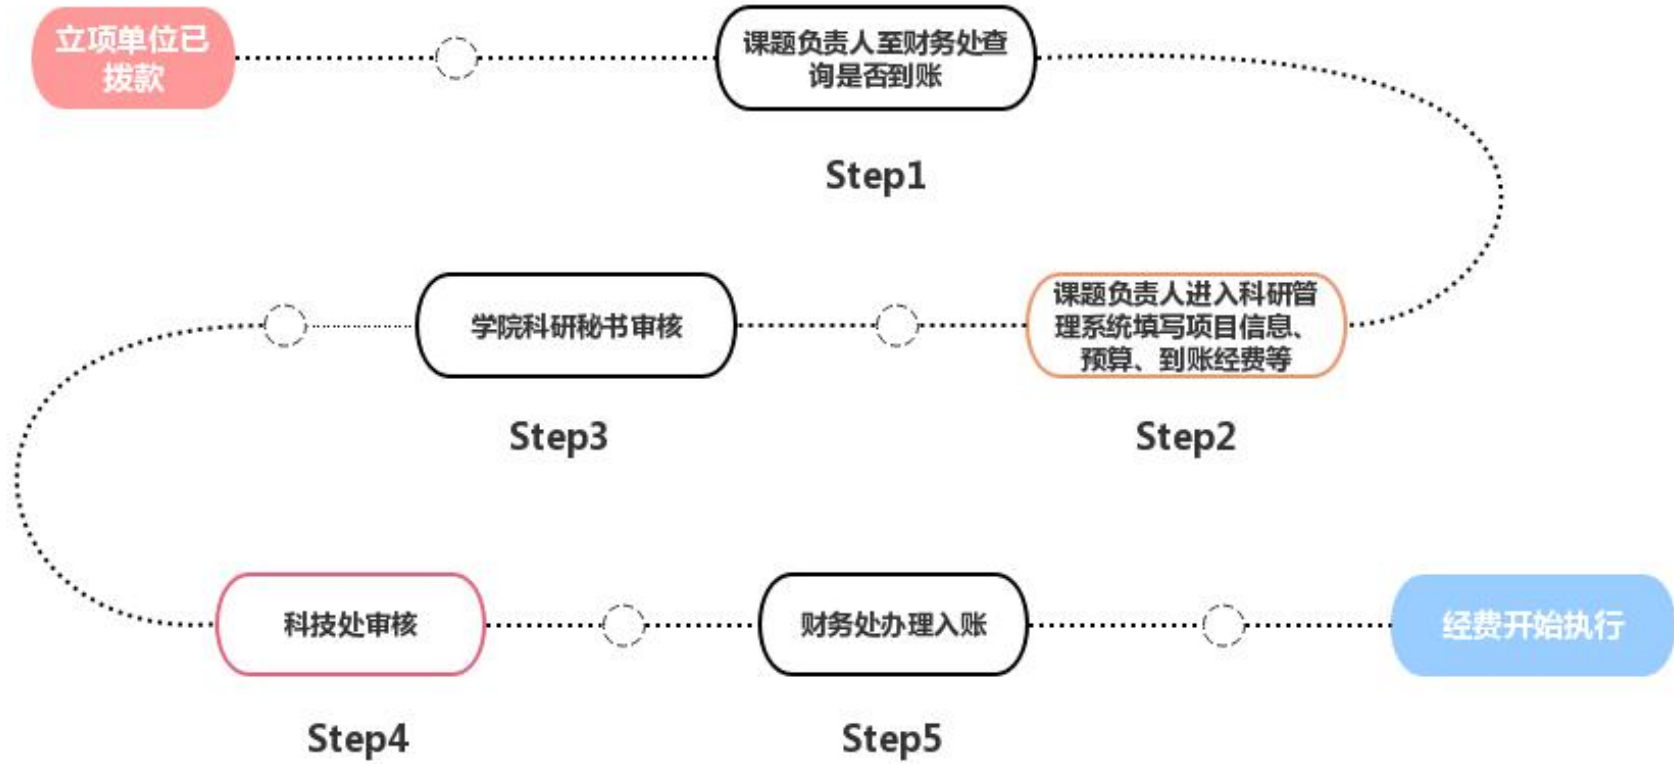 立项单位已
拨款
课题负责人至财务处查
询是否到账
Step1
学院科研秘书审核
课题负责人进入科研管
理系统填写项目信息、
预算、到账经费等
Step3
Step2
科技处审核
财务处办理入账
经费开始执行
Step4
Step5